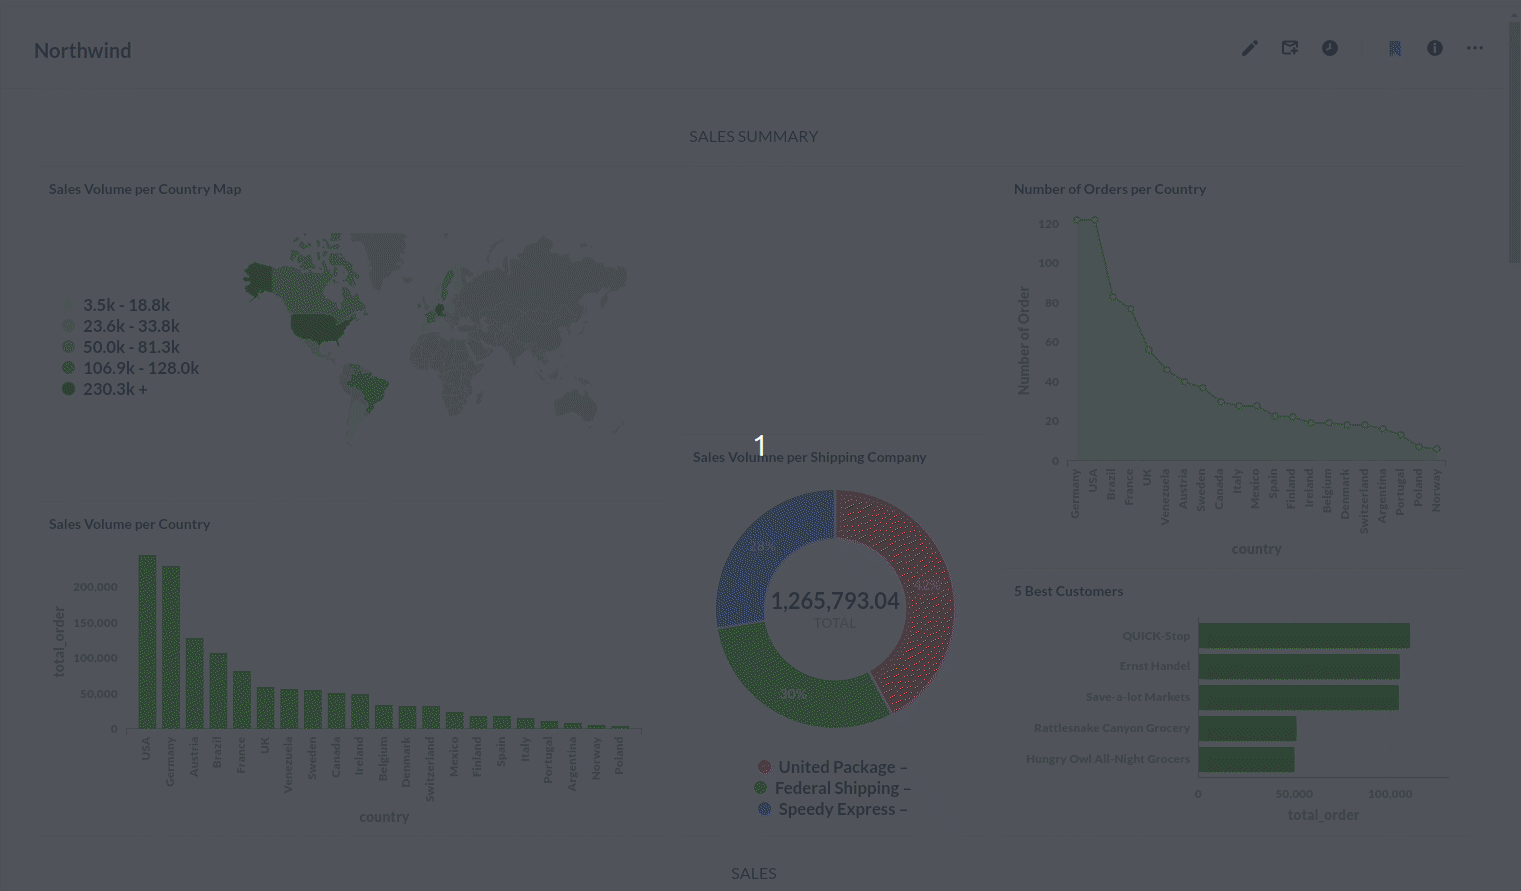 Northwind
SALES SUMMARY
Sales Volume per Country Map
3.5k - 18.8k
23.6k - 33.8k
50.0k - 81.3k
106.9k - 128.0k
230.3k +
Number of Orders per Country
Number of Order
120
100
80
60
40
20
0
Germany
USA
Brazil
France
UK
Venezuela
Austria
Sweden
Canada
Italy
Mexico
Spain
Finland
Ireland
Belgium
Denmark
Switzerland
Argentina
Portugal
Poland
Norway
country
1
Sales Volumne per Shipping Company
28%
42%
30%
1,265,793.04
TOTAL
United Package –
Federal Shipping –
Speedy Express –
Sales Volume per Country
total_order
200,000
150,000
100,000
50,000
0
USA
Germany
Austria
Brazil
France
UK
Venezuela
Sweden
Canada
Ireland
Belgium
Denmark
Switzerland
Mexico
Finland
Spain
Italy
Portugal
Argentina
Norway
Poland
country
5 Best Customers
QUICK-Stop
Ernst Handel
Save-a-lot Markets
Rattlesnake Canyon Grocery
Hungry Owl All-Night Grocers
0
50,000
100,000
total_order
SALES